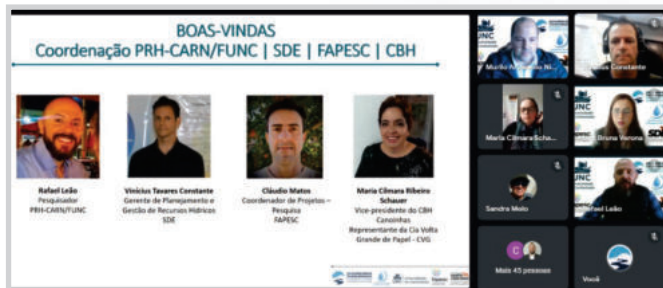 BOAS-VINDAS
Coordenação PRH-CARN/FUNC | SDE | FAPESC | CBH
Rafael Leão
Pesquisador
PRH-CARN/FUNC
Vinícius Tavares Constante
Gerente de Planejamento e
Gestão de Recursos Hídricos
SDE
Cláudio Matos
Coordenador de Projetos –
Pesquisa
FAPESC
Maria Cilmara Ribeiro
Schauer
Vice-presidente do CBH
Canoinhas
Representante da Cia Volta
Grande de Papel - CVG
Constante
Maria Cilmara Scha...
Bruna Verona
Sandra Melo
Rafael Leão
C
Mais 45 pessoas
Você